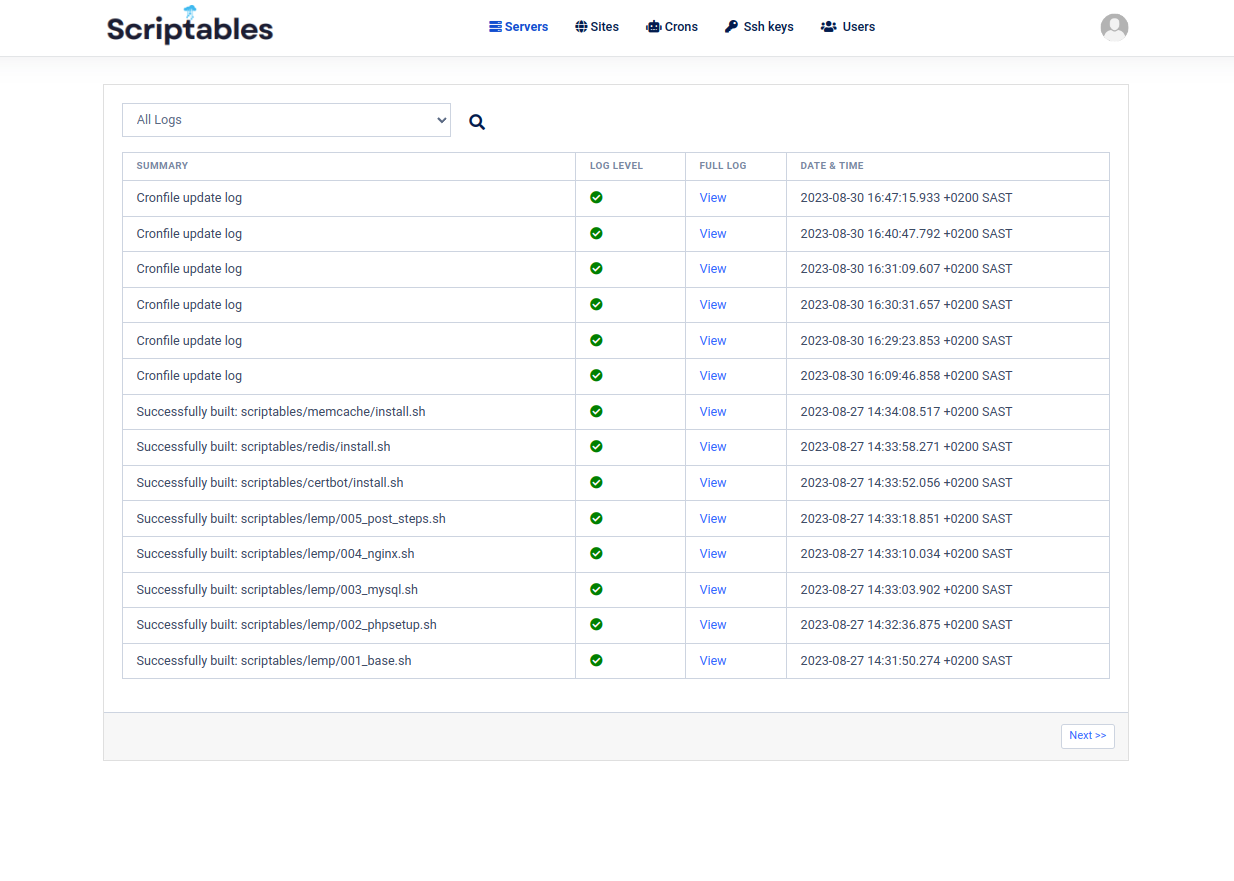 Scriptables
Servers Sites Crons Ssh keys Users
All Logs
SUMMARY LOG LEVEL FULL LOG DATE & TIME
Cronfile update log View 2023-08-30 16:47:15.933 +0200 SAST
Cronfile update log View 2023-08-30 16:40:47.792 +0200 SAST
Cronfile update log View 2023-08-30 16:31:09.607 +0200 SAST
Cronfile update log View 2023-08-30 16:30:31.657 +0200 SAST
Cronfile update log View 2023-08-30 16:29:23.853 +0200 SAST
Cronfile update log View 2023-08-30 16:09:46.858 +0200 SAST
Successfully built: scriptables/memcache/install.sh View 2023-08-27 14:34:08.517 +0200 SAST
Successfully built: scriptables/redis/install.sh View 2023-08-27 14:33:58.271 +0200 SAST
Successfully built: scriptables/certbot/install.sh View 2023-08-27 14:33:52.056 +0200 SAST
Successfully built: scriptables/lemp/005_post_steps.sh View 2023-08-27 14:33:18.851 +0200 SAST
Successfully built: scriptables/lemp/004_nginx.sh View 2023-08-27 14:33:10.034 +0200 SAST
Successfully built: scriptables/lemp/003_mysql.sh View 2023-08-27 14:33:03.902 +0200 SAST
Successfully built: scriptables/lemp/002_phpsetup.sh View 2023-08-27 14:32:36.875 +0200 SAST
Successfully built: scriptables/lemp/001_base.sh View 2023-08-27 14:31:50.274 +0200 SAST
Next >>